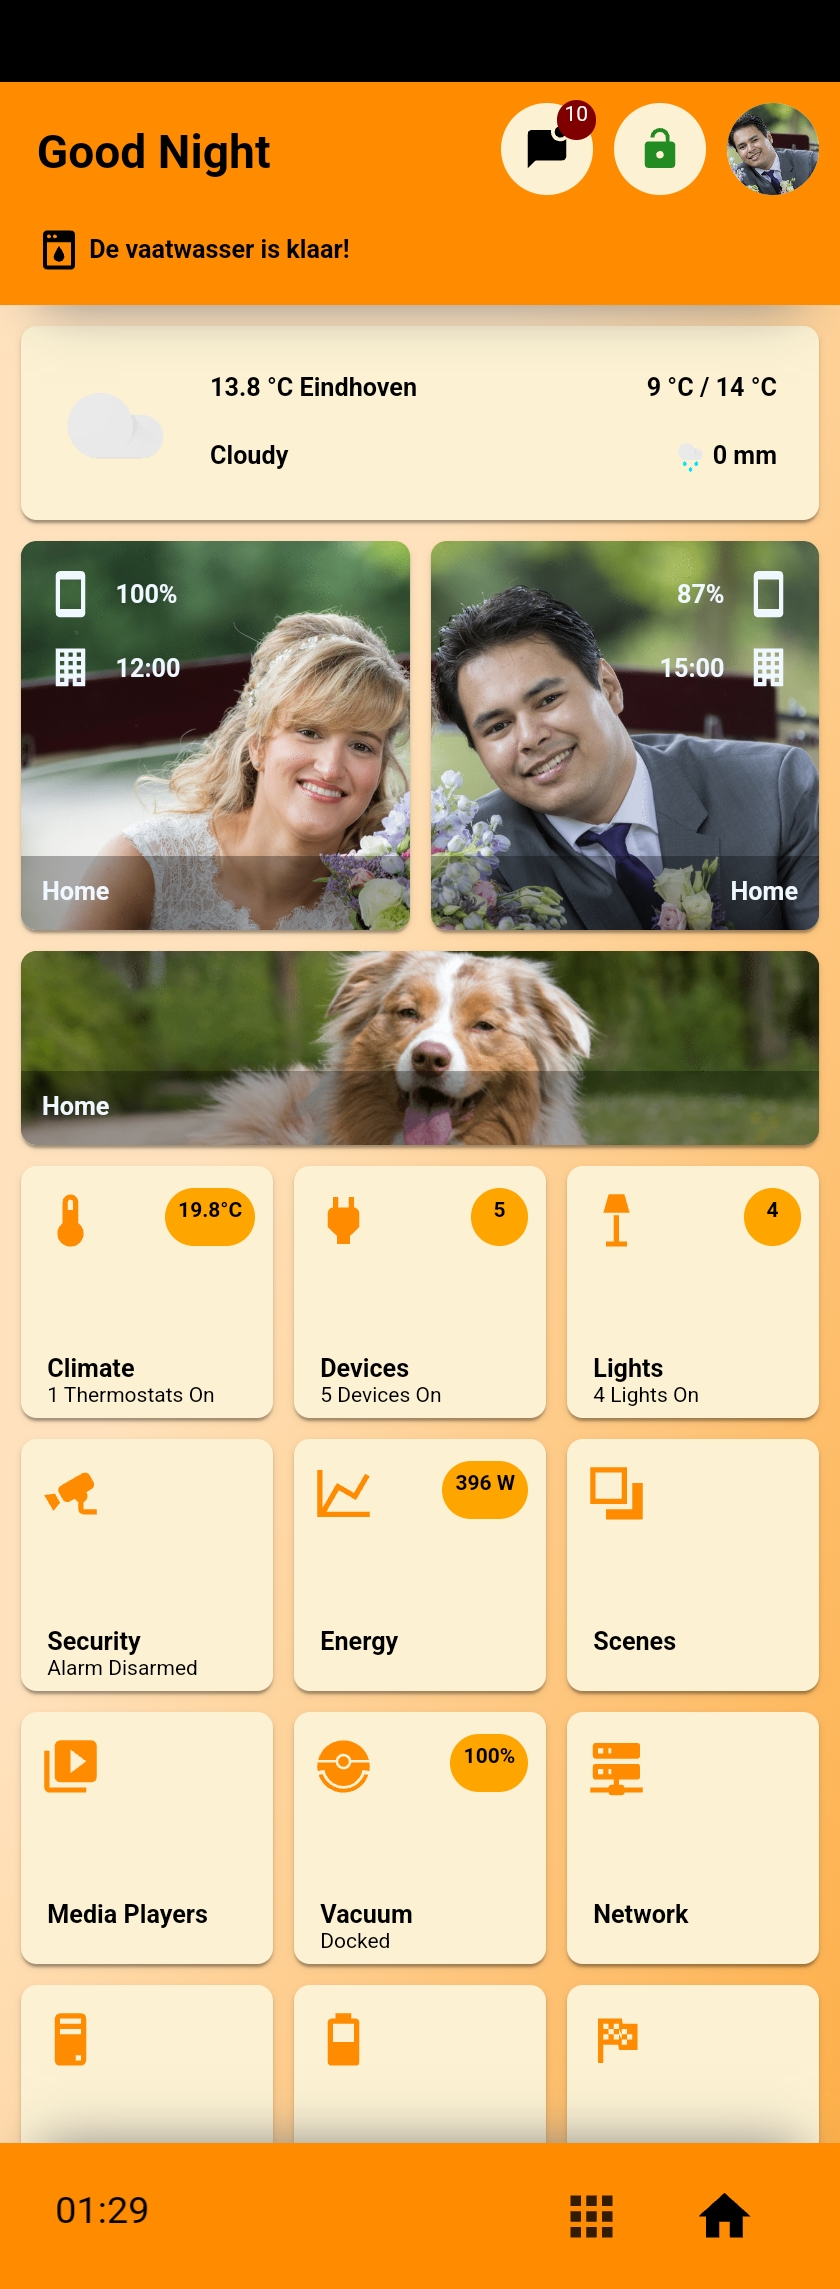 Good Night
10
De vaatwasser is klaar!
13.8 °C Eindhoven
9 °C / 14 °C
Cloudy
0 mm
100%
12:00
87%
15:00
Home
Home
Home
19.8°C
Climate
1 Thermostats On
5
Devices
5 Devices On
4
Lights
4 Lights On
Security
Alarm Disarmed
396 W
Energy
Scenes
Media Players
100%
Vacuum
Docked
Network
01:29